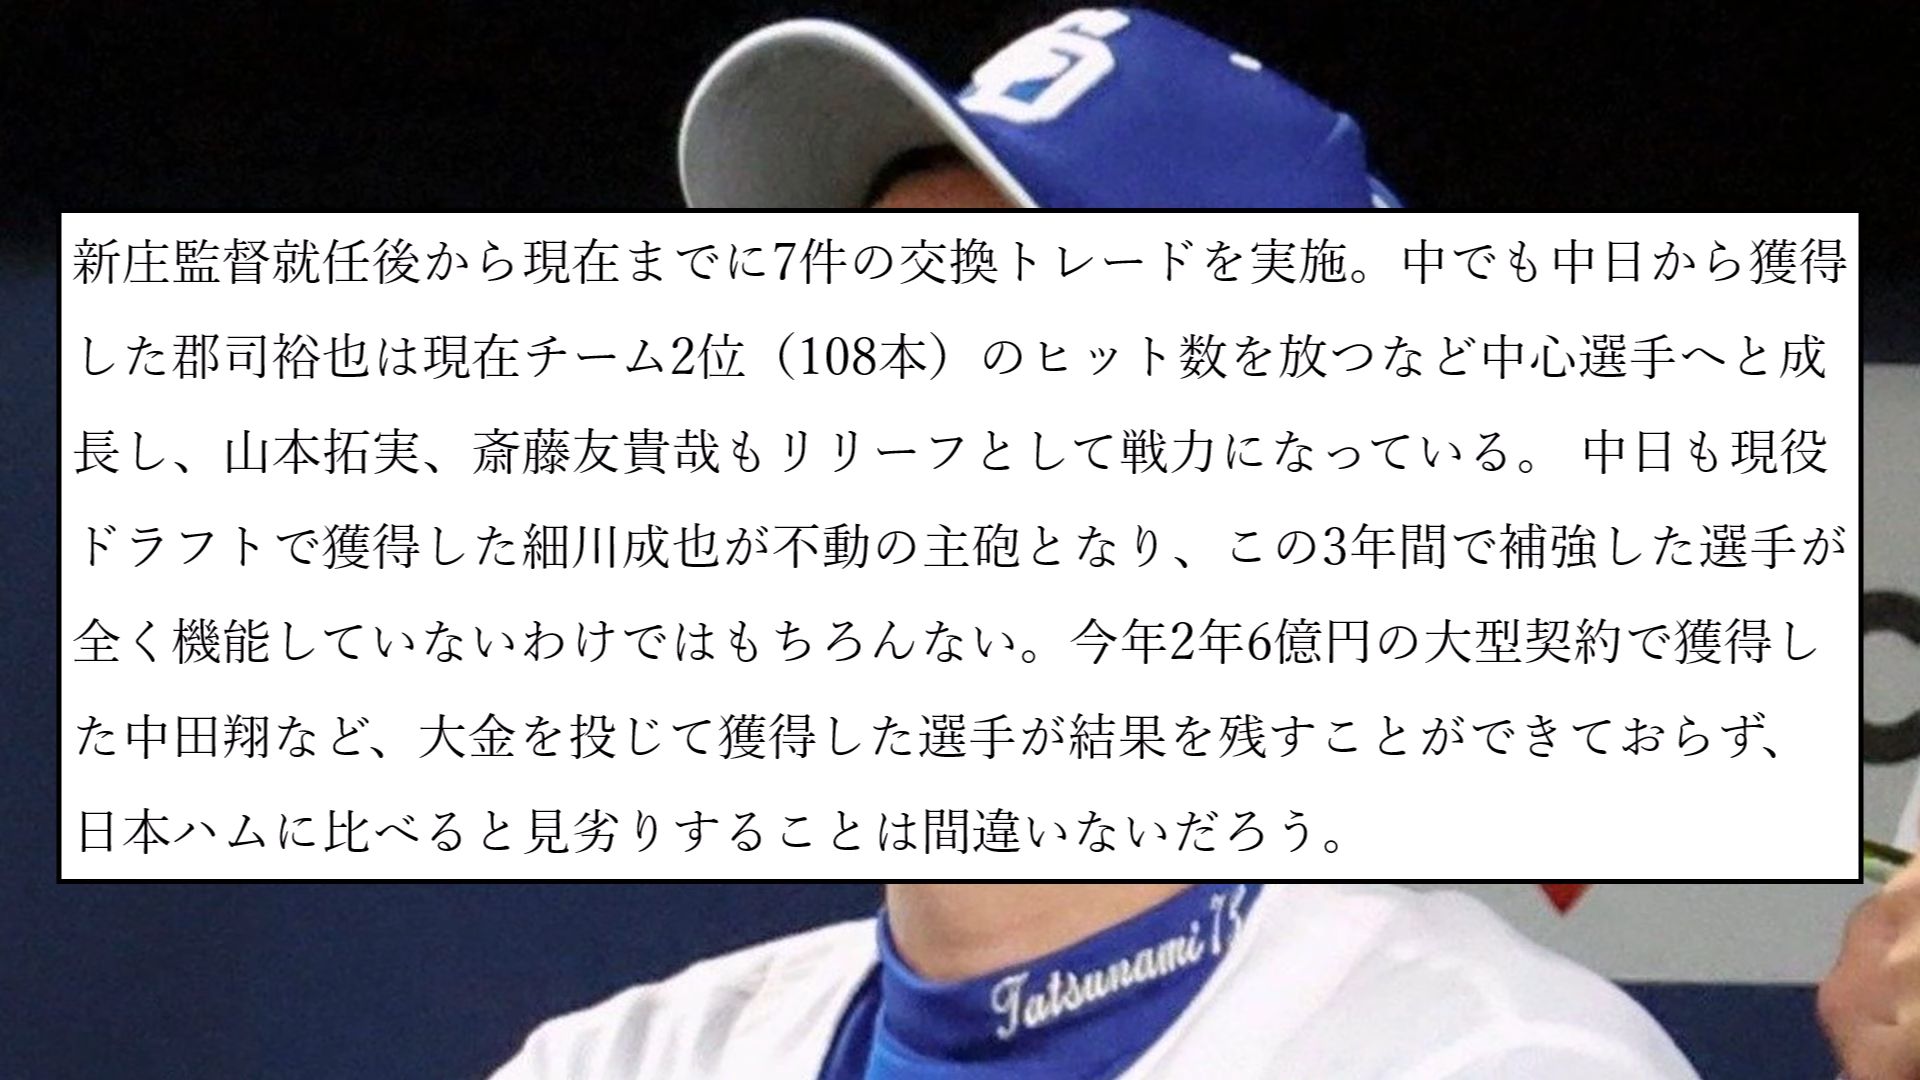 新庄監督就任後から現在までに7件の交換トレードを実施。中でも中日から獲得
した郡司裕也は現在チーム2位（108本）のヒット数を放つなど中心選手へと成
長し、山本拓実、斎藤友貴哉もリリーフとして戦力になっている。 中日も現役
ドラフトで獲得した細川成也が不動の主砲となり、この3年間で補強した選手が
全く機能していないわけではもちろんない。今年2年6億円の大型契約で獲得し
た中田翔など、大金を投じて獲得した選手が結果を残すことができておらず、
日本ハムに比べると見劣りすることは間違いないだろう。
Tatsunami 73